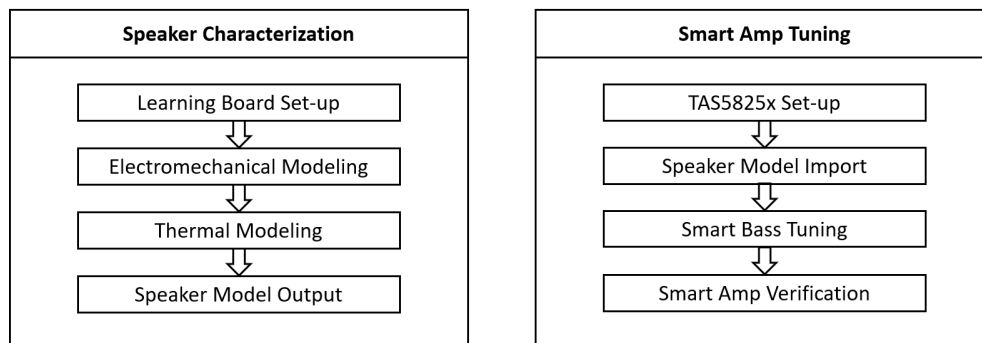 Speaker Characterization
Learning Board Set-up
Electromechanical Modeling
Thermal Modeling
Speaker Model Output
Smart Amp Tuning
TAS5825x Set-up
Speaker Model Import
Smart Bass Tuning
Smart Amp Verification